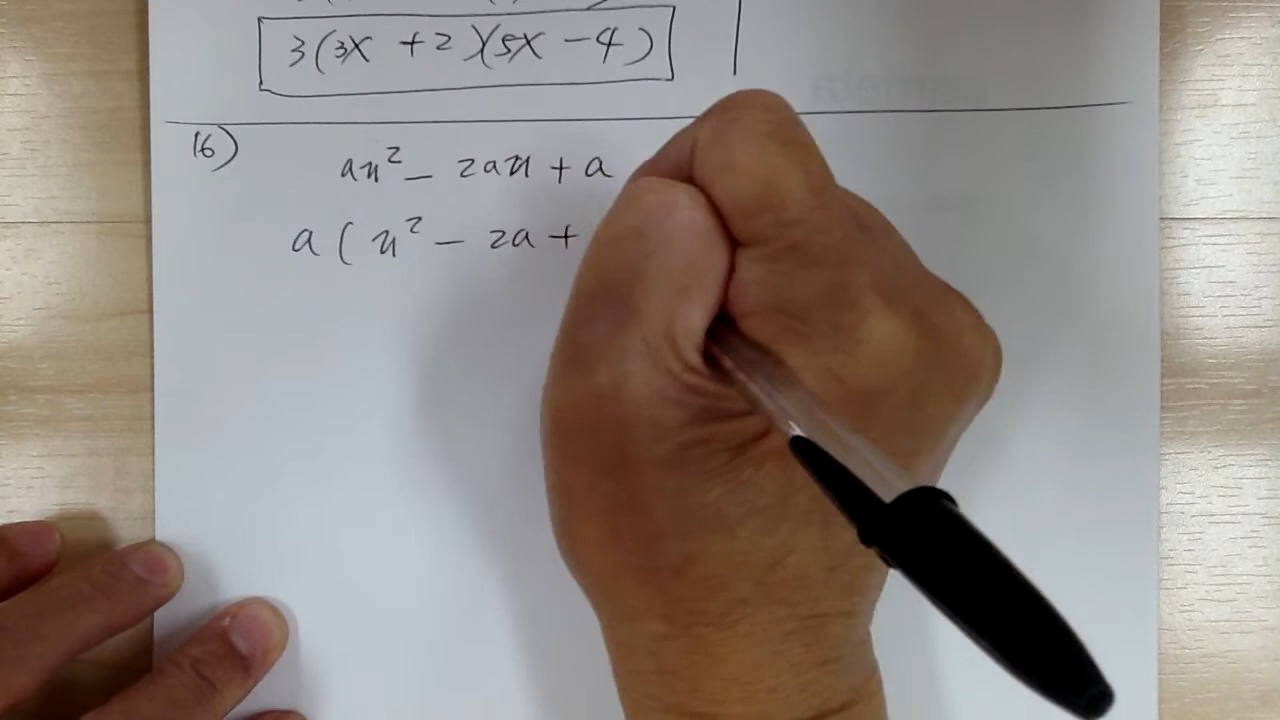 3(3x +2)(5x -4)
16)
ax² - 2ax + a
a(x² - 2a +